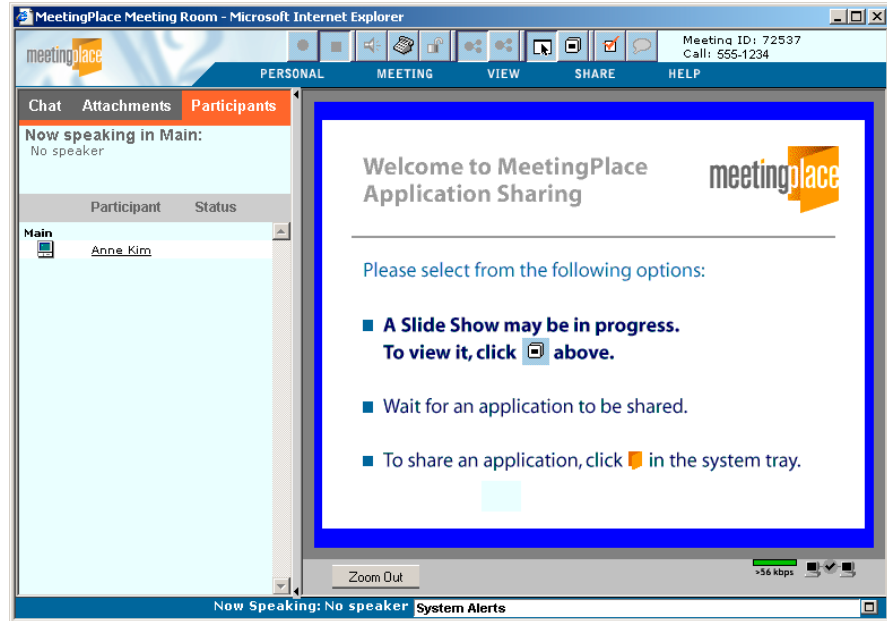 MeetingPlace Meeting Room - Microsoft Internet Explorer
meetingplace
Meeting ID: 72537
Call: 555-1234
PERSONAL MEETING VIEW SHARE HELP
Chat Attachments Participants
Now speaking in Main:
No speaker
Participant Status
Main
Anne Kim
Welcome to MeetingPlace
Application Sharing
meetingplace
Please select from the following options:
A Slide Show may be in progress.
To view it, click above.
Wait for an application to be shared.
To share an application, click in the system tray.
Zoom Out
>56 kbps
Now Speaking: No speaker System Alerts